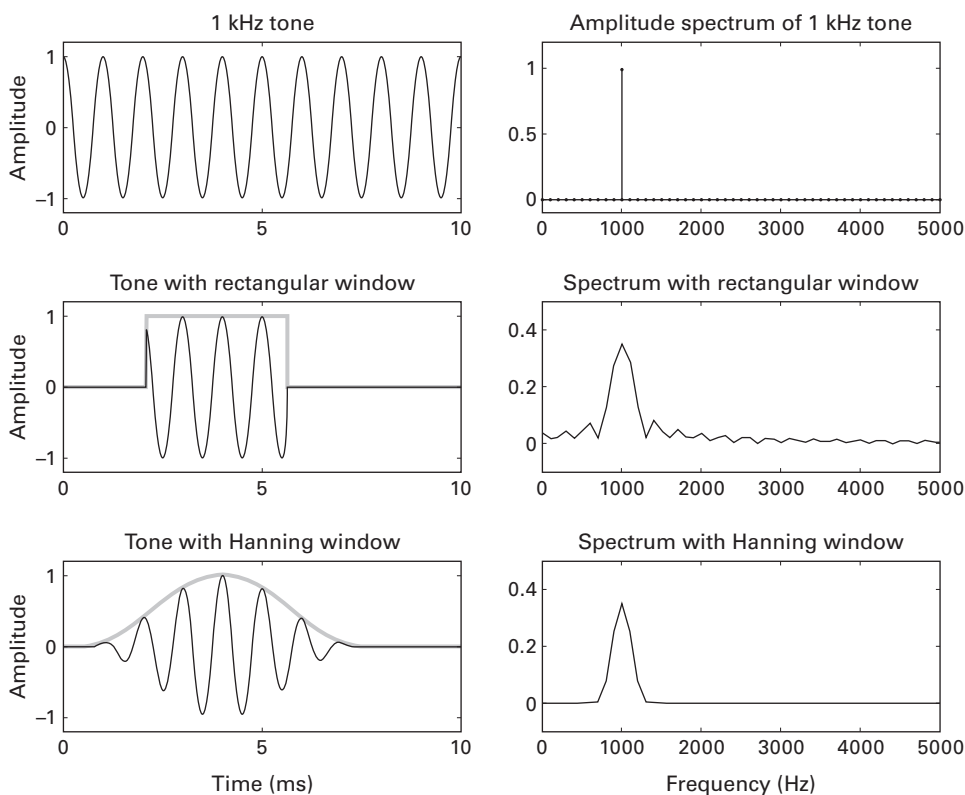 1 kHz tone
Amplitude
1
0
−1
0 5 10
Amplitude spectrum of 1 kHz tone
1
0.5
0
0 1000 2000 3000 4000 5000
Tone with rectangular window
Amplitude
1
0
−1
0 5 10
Spectrum with rectangular window
0.4
0.2
0
0 1000 2000 3000 4000 5000
Tone with Hanning window
Amplitude
1
0
−1
0 5 10
Time (ms)
Spectrum with Hanning window
0.4
0.2
0
0 1000 2000 3000 4000 5000
Frequency (Hz)